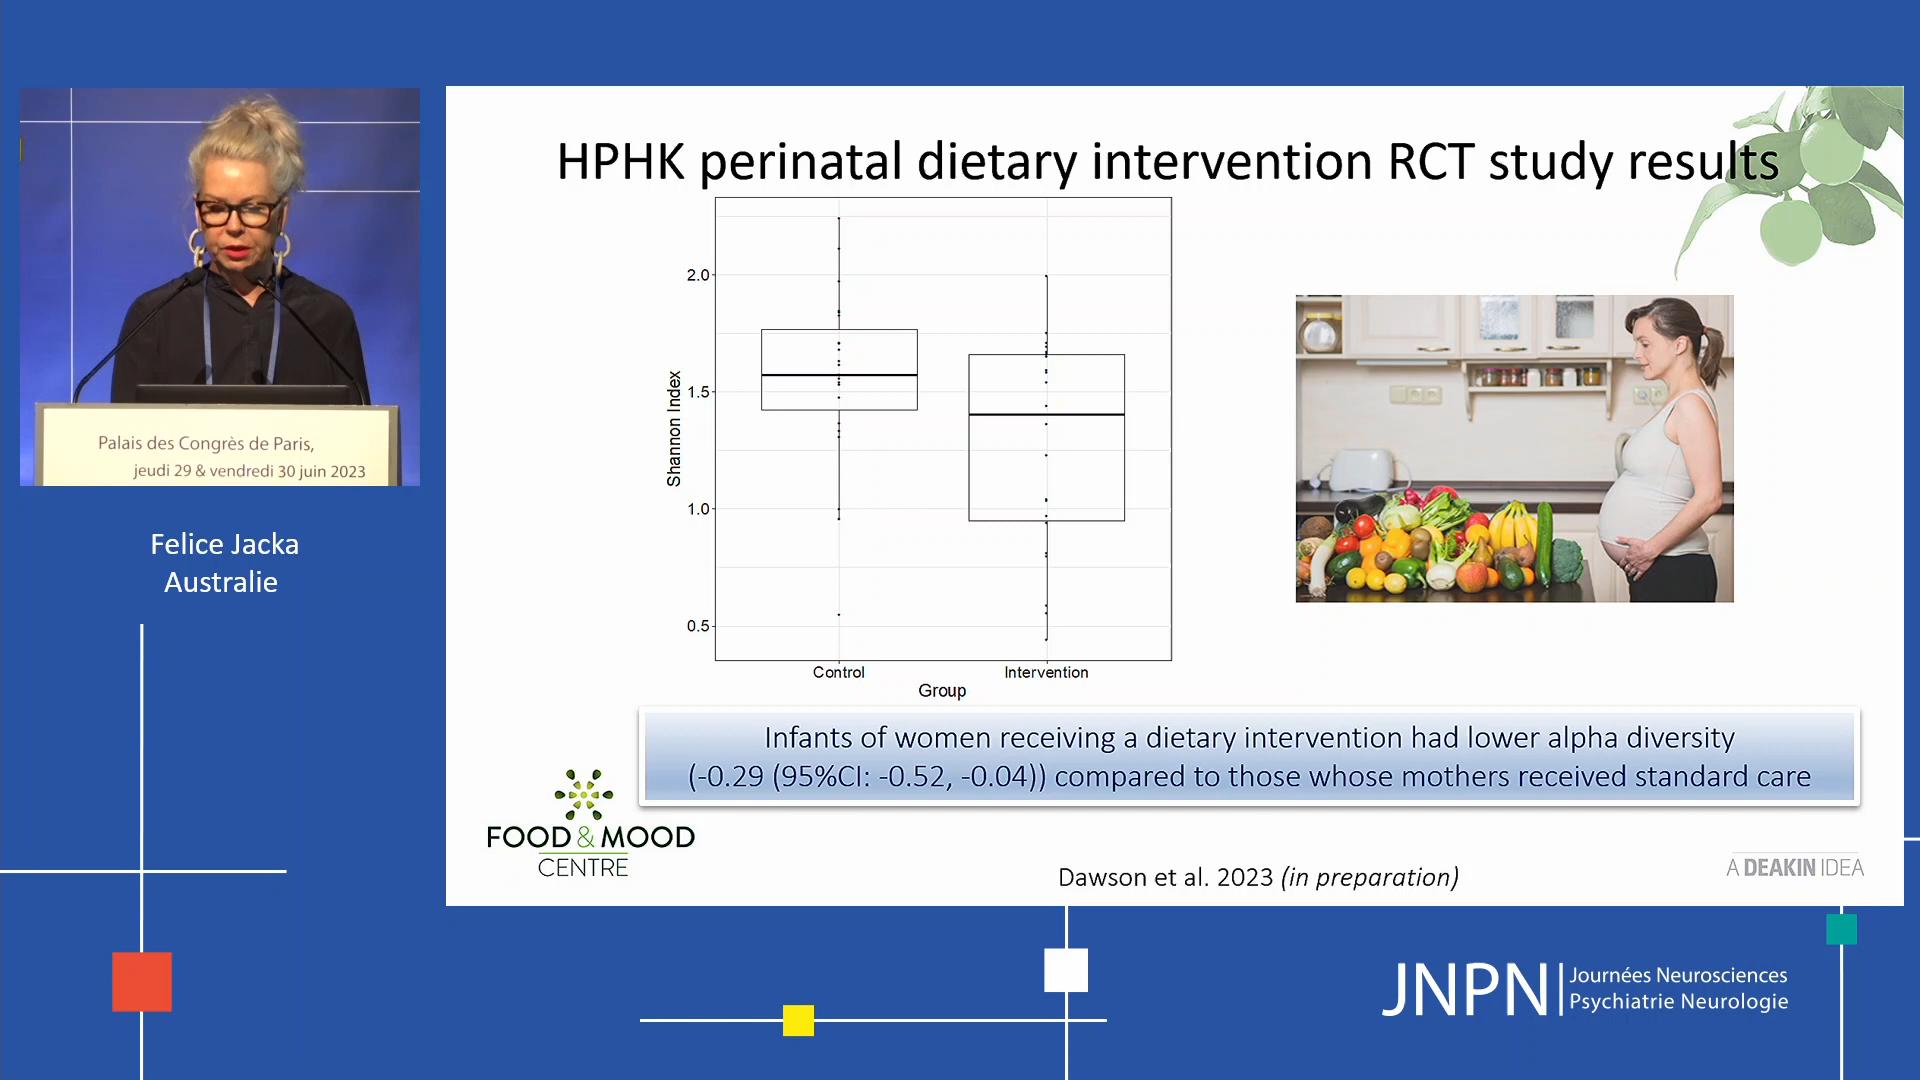 HPHK perinatal dietary intervention RCT study results
Palais des Congrès de Paris,
jeudi 29 & vendredi 30 juin 2023
Felice Jacka
Australie
Shannon Index
2.0
1.5
1.0
0.5
Control
Intervention
Group
Infants of women receiving a dietary intervention had lower alpha diversity
(-0.29 (95%CI: -0.52, -0.04)) compared to those whose mothers received standard care
FOOD & MOOD
CENTRE
Dawson et al. 2023 (in preparation)
A DEAKIN IDEA
JNPN
Journées Neurosciences
Psychiatrie Neurologie